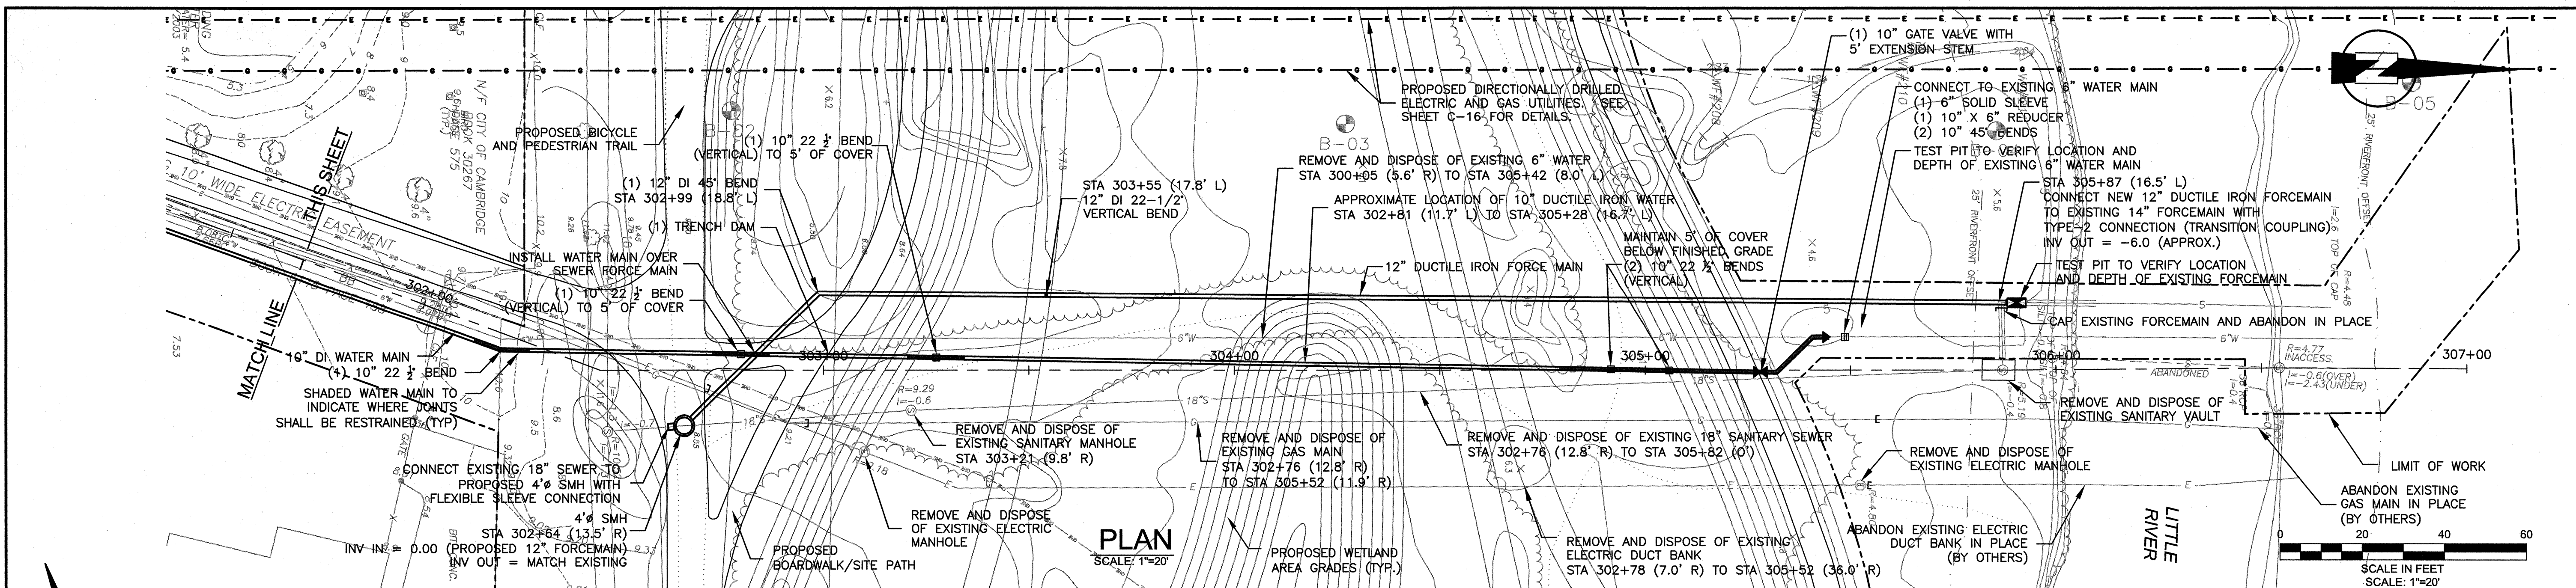 PROPOSED BICYCLE
AND PEDESTRIAN TRAIL
(1) 10" 22 ½° BEND
(VERTICAL) TO 5' OF COVER
(1) 12" DI 45° BEND
STA 302+99 (18.8' L)
(1) TRENCH DAM
INSTALL WATER MAIN OVER
SEWER FORCE MAIN
(1) 10" 22 ½° BEND
(VERTICAL) TO 5' OF COVER
THIS SHEET
MATCH LINE
10' WIDE ELECTRIC EASEMENT
N/F CITY OF CAMBRIDGE
BOOK 30267
10" DI WATER MAIN
(1) 10" 22 ½° BEND
SHADED WATER MAIN TO
INDICATE WHERE JOINTS
SHALL BE RESTRAINED (TYP)
CONNECT EXISTING 18" SEWER TO
PROPOSED 4'ø SMH WITH
FLEXIBLE SLEEVE CONNECTION
4'ø SMH
STA 302+64 (13.5' R)
INV IN = 0.00 (PROPOSED 12" FORCEMAIN)
INV OUT = MATCH EXISTING
PROPOSED
BOARDWALK/SITE PATH
REMOVE AND DISPOSE
OF EXISTING ELECTRIC
MANHOLE
REMOVE AND DISPOSE OF
EXISTING SANITARY MANHOLE
STA 303+21 (9.8' R)
R=9.29
I=-0.6
STA 303+55 (17.8' L)
12" DI 22-1/2°
VERTICAL BEND
PROPOSED DIRECTIONALLY DRILLED
ELECTRIC AND GAS UTILITIES. SEE
SHEET C-16 FOR DETAILS.
B-03
REMOVE AND DISPOSE OF EXISTING 6" WATER
STA 300+05 (5.6' R) TO STA 305+42 (8.0' L)
APPROXIMATE LOCATION OF 10" DUCTILE IRON WATER
STA 302+81 (11.7' L) TO STA 305+28 (16.7' L)
12" DUCTILE IRON FORCE MAIN
MAINTAIN 5' OF COVER
BELOW FINISHED GRADE
(2) 10" 22 ½° BENDS
(VERTICAL)
(1) 10" GATE VALVE WITH
5' EXTENSION STEM
CONNECT TO EXISTING 6" WATER MAIN
(1) 6" SOLID SLEEVE
(1) 10" X 6" REDUCER
(2) 10" 45° BENDS
TEST PIT TO VERIFY LOCATION AND
DEPTH OF EXISTING 6" WATER MAIN
STA 305+87 (16.5' L)
CONNECT NEW 12" DUCTILE IRON FORCEMAIN
TO EXISTING 14" FORCEMAIN WITH
TYPE-2 CONNECTION (TRANSITION COUPLING)
INV OUT = -6.0 (APPROX.)
TEST PIT TO VERIFY LOCATION
AND DEPTH OF EXISTING FORCEMAIN
CAP EXISTING FORCEMAIN AND ABANDON IN PLACE
302+00
303+00
304+00
305+00
306+00
307+00
6"W
6"W
6"W
18"S
18"S
18"S
ABANDONED
R=4.77
INACCESS.
I=-0.6(OVER)
I=-2.43(UNDER)
REMOVE AND DISPOSE OF
EXISTING SANITARY VAULT
REMOVE AND DISPOSE OF
EXISTING GAS MAIN
STA 302+76 (12.8' R)
TO STA 305+52 (11.9' R)
REMOVE AND DISPOSE OF EXISTING 18" SANITARY SEWER
STA 302+76 (12.8' R) TO STA 305+82 (0')
REMOVE AND DISPOSE OF
EXISTING ELECTRIC MANHOLE
LIMIT OF WORK
ABANDON EXISTING
GAS MAIN IN PLACE
(BY OTHERS)
ABANDON EXISTING ELECTRIC
DUCT BANK IN PLACE
(BY OTHERS)
REMOVE AND DISPOSE OF EXISTING
ELECTRIC DUCT BANK
STA 302+78 (7.0' R) TO STA 305+52 (36.0' R)
PROPOSED WETLAND
AREA GRADES (TYP.)
25' RIVERFRONT OFFSET
25' RIVERFRONT OFFSE
B-05
LITTLE
RIVER
PLAN
SCALE: 1"=20'
0 20 40 60
SCALE IN FEET
SCALE: 1"=20'